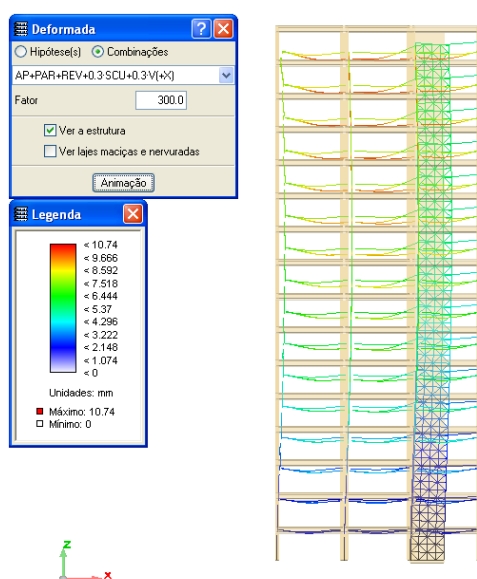 Deformada
Hipótese(s) Combinações
AP+PAR+REV+0.3·SCU+0.3·V(+X)
Fator 300.0
Ver a estrutura
Ver lajes maciças e nervuradas
Animação
Legenda
< 10.74
< 9.666
< 8.592
< 7.518
< 6.444
< 5.37
< 4.296
< 3.222
< 2.148
< 1.074
< 0
Unidades: mm
Máximo: 10.74
Mínimo: 0
z
x